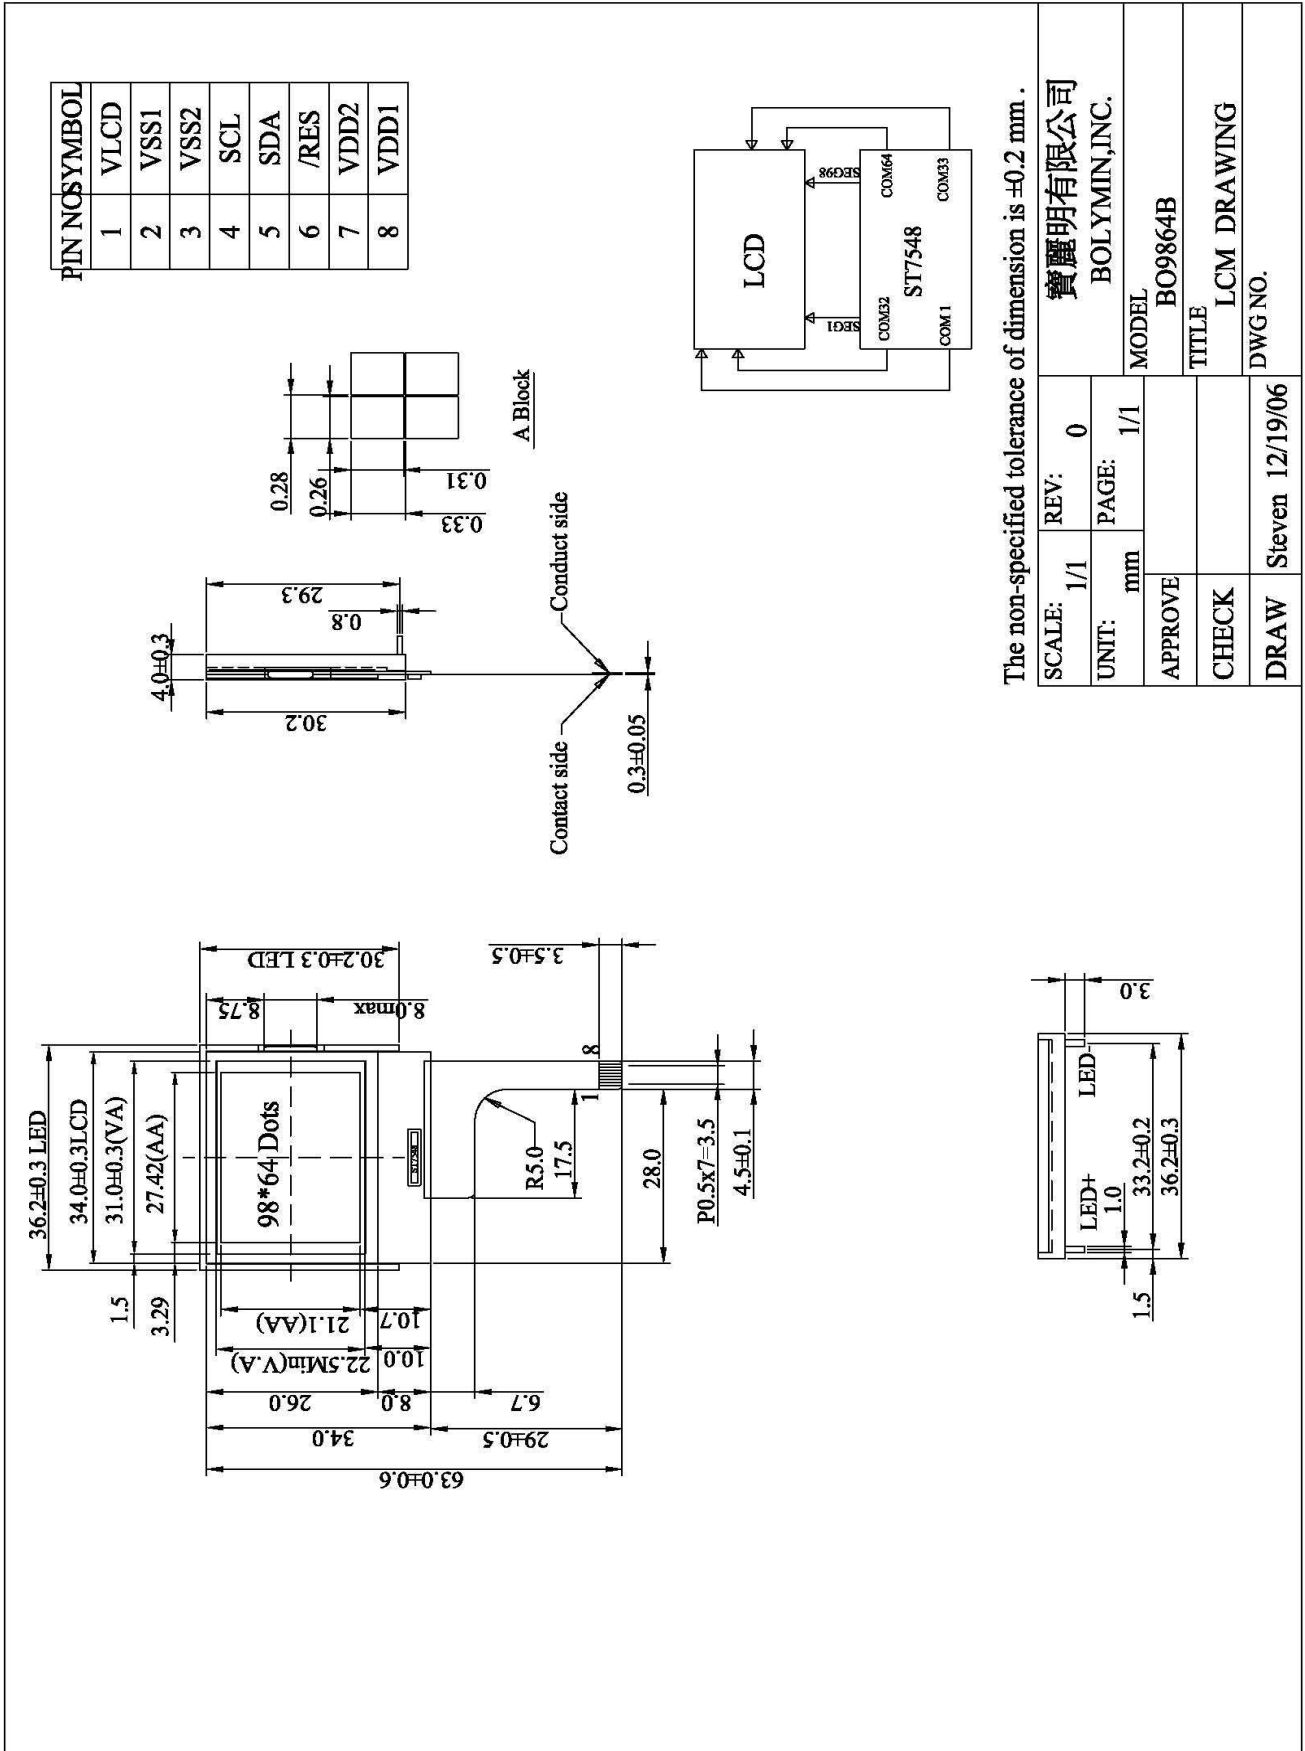 36.2±0.3 LED
34.0±0.3LCD
31.0±0.3(VA)
27.42(AA)
1.5
3.29
98*64 Dots
30.2±0.3 LED
8.75
8.0max
21.1(AA)
10.7
22.5Min(V.A)
10.0
26.0
8.0
6.7
34.0
29±0.5
63.0±0.6
R5.0
17.5
1
8
3.5±0.5
28.0
P0.5x7=3.5
4.5±0.1
4.0±0.3
30.2
29.3
0.8
Contact side
Conduct side
0.3±0.05
0.28
0.26
0.31
0.33
A Block
PIN NO SYMBOL
1 VLCD
2 VSS1
3 VSS2
4 SCL
5 SDA
6 /RES
7 VDD2
8 VDD1
LED+
LED-
3.0
1.0
33.2±0.2
36.2±0.3
1.5
LCD
SEG1
SEG98
COM32
COM64
ST7548
COM 1
COM33
The non-specified tolerance of dimension is ±0.2 mm .
SCALE: 1/1
REV: 0
寶麗明有限公司
BOLYMIN,INC.
UNIT: mm
PAGE: 1/1
MODEL
BO9864B
APPROVE
CHECK
TITLE
LCM DRAWING
DRAW Steven 12/19/06
DWG NO.